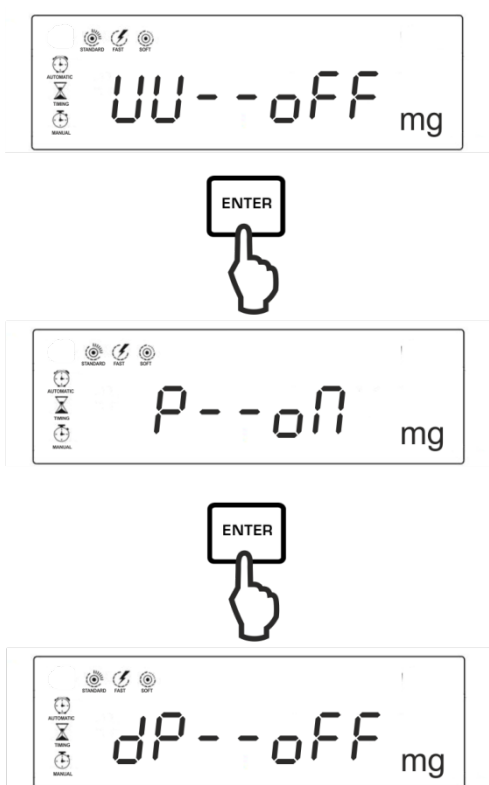 STANDARD FAST SOFT
AUTOMATIC
TIMING
MANUAL
UU--oFF mg
ENTER
STANDARD FAST SOFT
AUTOMATIC
TIMING
MANUAL
P--on mg
ENTER
STANDARD FAST SOFT
AUTOMATIC
TIMING
MANUAL
dP--oFF mg